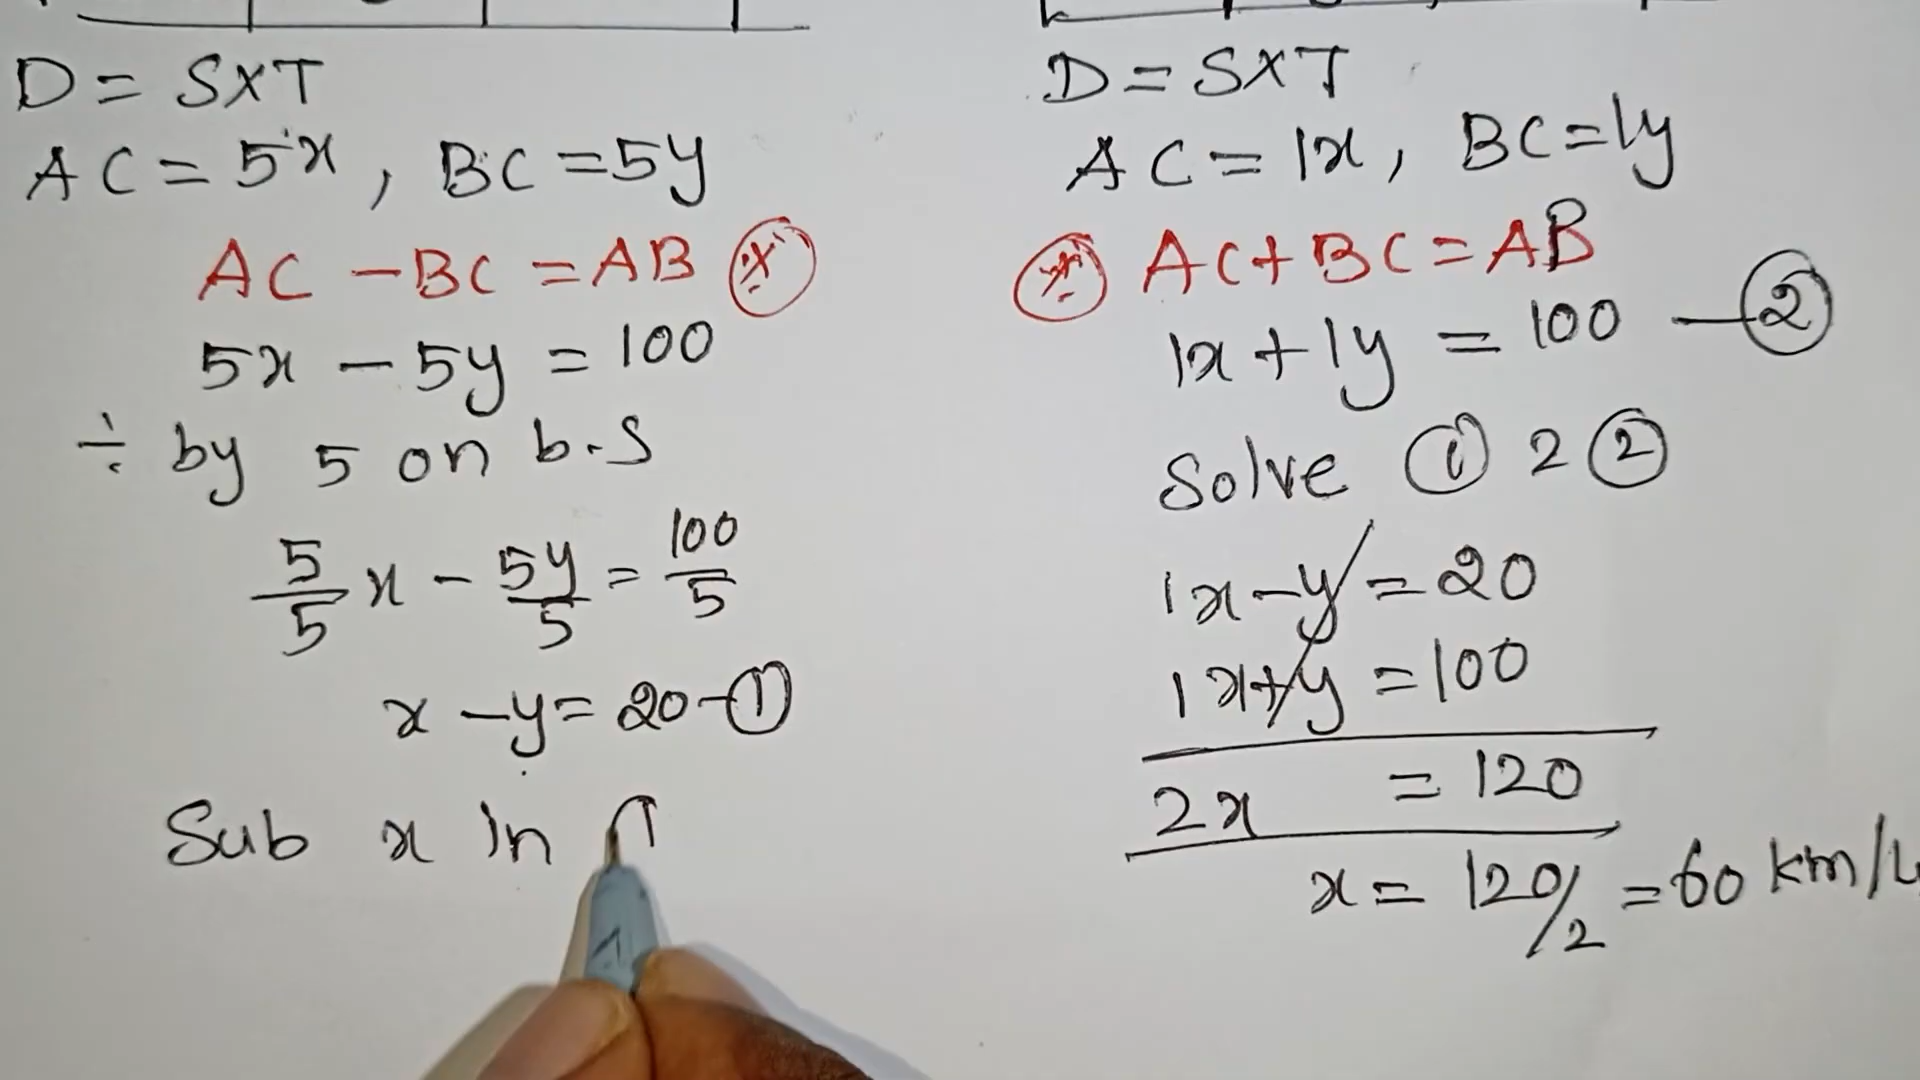 D = S×T
AC = 5x, BC = 5y
AC - BC = AB *
5x - 5y = 100
÷ by 5 on b.s
5/5 x - 5y/5 = 100/5
x - y = 20 - ①
Sub x in
D = S×T
AC = 1x, BC = 1y
* AC + BC = AB
1x + 1y = 100 — ②
Solve ① 2 ②
1x - y = 20
1x + y = 100
2x = 120
x = 120/2 = 60 km/h